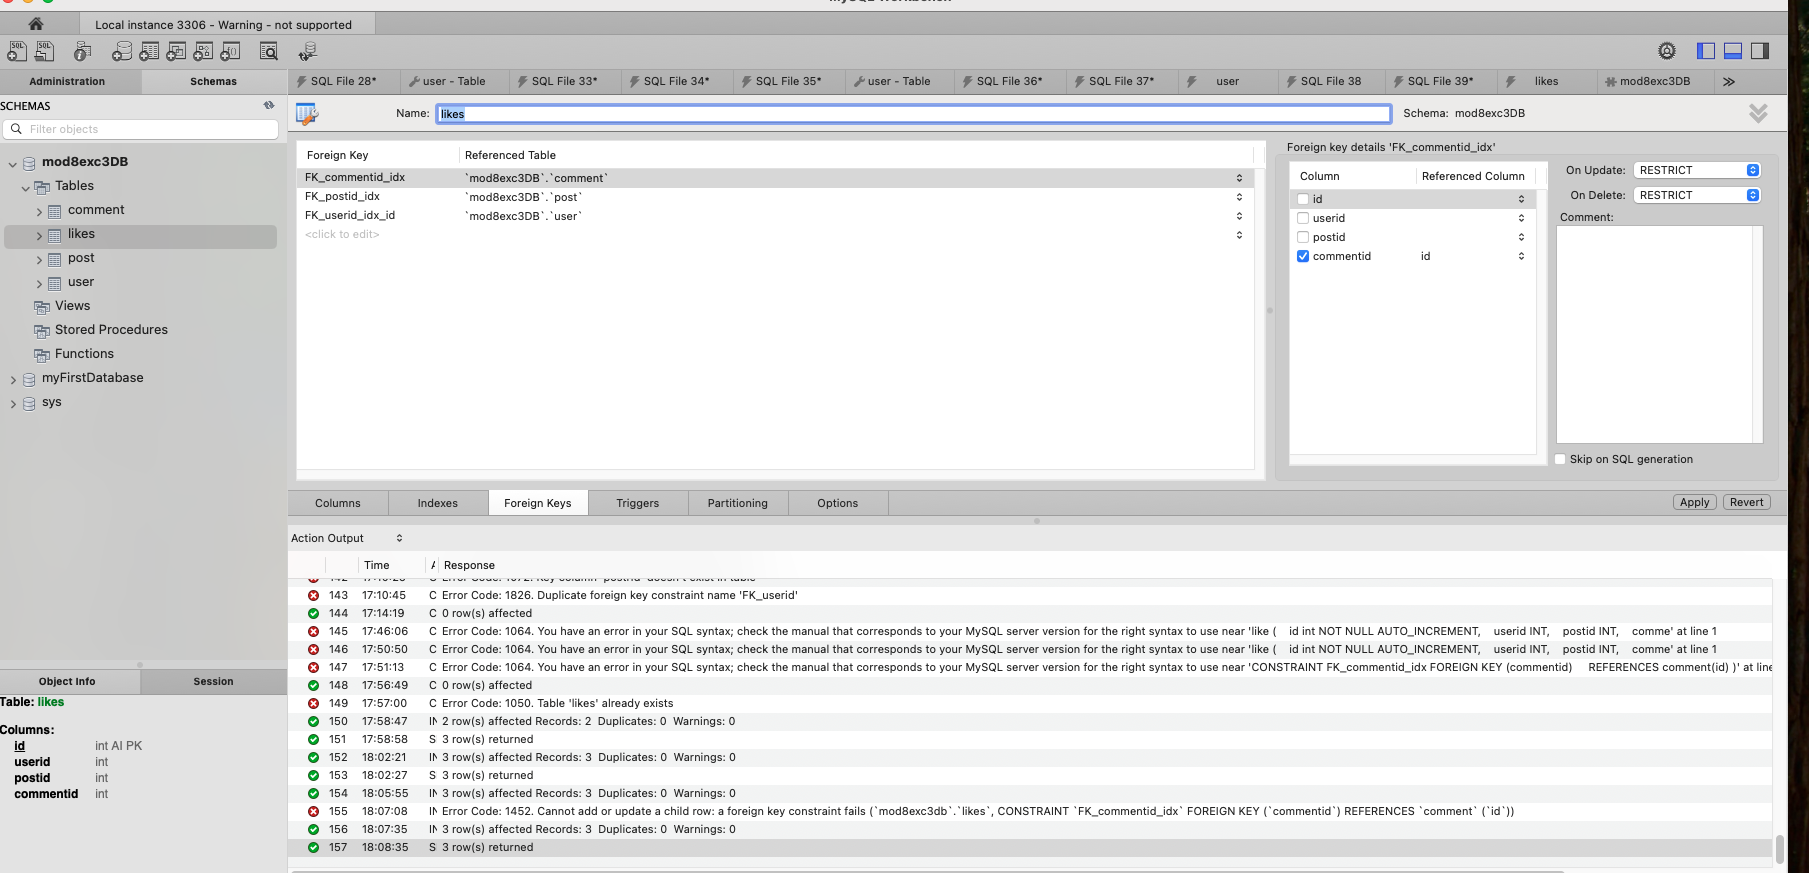 Local instance 3306 - Warning - not supported
Administration
Schemas
SQL File 28*
user - Table
SQL File 33*
SQL File 34*
SQL File 35*
user - Table
SQL File 36*
SQL File 37*
user
SQL File 38
SQL File 39*
likes
mod8exc3DB
SCHEMAS
Filter objects
mod8exc3DB
Tables
comment
likes
post
user
Views
Stored Procedures
Functions
myFirstDatabase
sys
Name: likes
Schema: mod8exc3DB
Foreign Key Referenced Table
FK_commentid_idx `mod8exc3DB`.`comment`
FK_postid_idx `mod8exc3DB`.`post`
FK_userid_idx_id `mod8exc3DB`.`user`
<click to edit>
Foreign key details 'FK_commentid_idx'
Column Referenced Column
id
userid
postid
commentid id
On Update: RESTRICT
On Delete: RESTRICT
Comment:
Skip on SQL generation
Columns
Indexes
Foreign Keys
Triggers
Partitioning
Options
Apply
Revert
Action Output
Time A Response
143 17:10:45 C Error Code: 1826. Duplicate foreign key constraint name 'FK_userid'
144 17:14:19 C 0 row(s) affected
145 17:46:06 C Error Code: 1064. You have an error in your SQL syntax; check the manual that corresponds to your MySQL server version for the right syntax to use near 'like ( id int NOT NULL AUTO_INCREMENT, userid INT, postid INT, comme' at line 1
146 17:50:50 C Error Code: 1064. You have an error in your SQL syntax; check the manual that corresponds to your MySQL server version for the right syntax to use near 'like ( id int NOT NULL AUTO_INCREMENT, userid INT, postid INT, comme' at line 1
147 17:51:13 C Error Code: 1064. You have an error in your SQL syntax; check the manual that corresponds to your MySQL server version for the right syntax to use near 'CONSTRAINT FK_commentid_idx FOREIGN KEY (commentid) REFERENCES comment(id) )' at line
148 17:56:49 C 0 row(s) affected
149 17:57:00 C Error Code: 1050. Table 'likes' already exists
150 17:58:47 IN 2 row(s) affected Records: 2 Duplicates: 0 Warnings: 0
151 17:58:58 S 3 row(s) returned
152 18:02:21 IN 3 row(s) affected Records: 3 Duplicates: 0 Warnings: 0
153 18:02:27 S 3 row(s) returned
154 18:05:55 IN 3 row(s) affected Records: 3 Duplicates: 0 Warnings: 0
155 18:07:08 IN Error Code: 1452. Cannot add or update a child row: a foreign key constraint fails (`mod8exc3db`.`likes`, CONSTRAINT `FK_commentid_idx` FOREIGN KEY (`commentid`) REFERENCES `comment` (`id`))
156 18:07:35 IN 3 row(s) affected Records: 3 Duplicates: 0 Warnings: 0
157 18:08:35 S 3 row(s) returned
Object Info
Session
Table: likes
Columns:
id int AI PK
userid int
postid int
commentid int